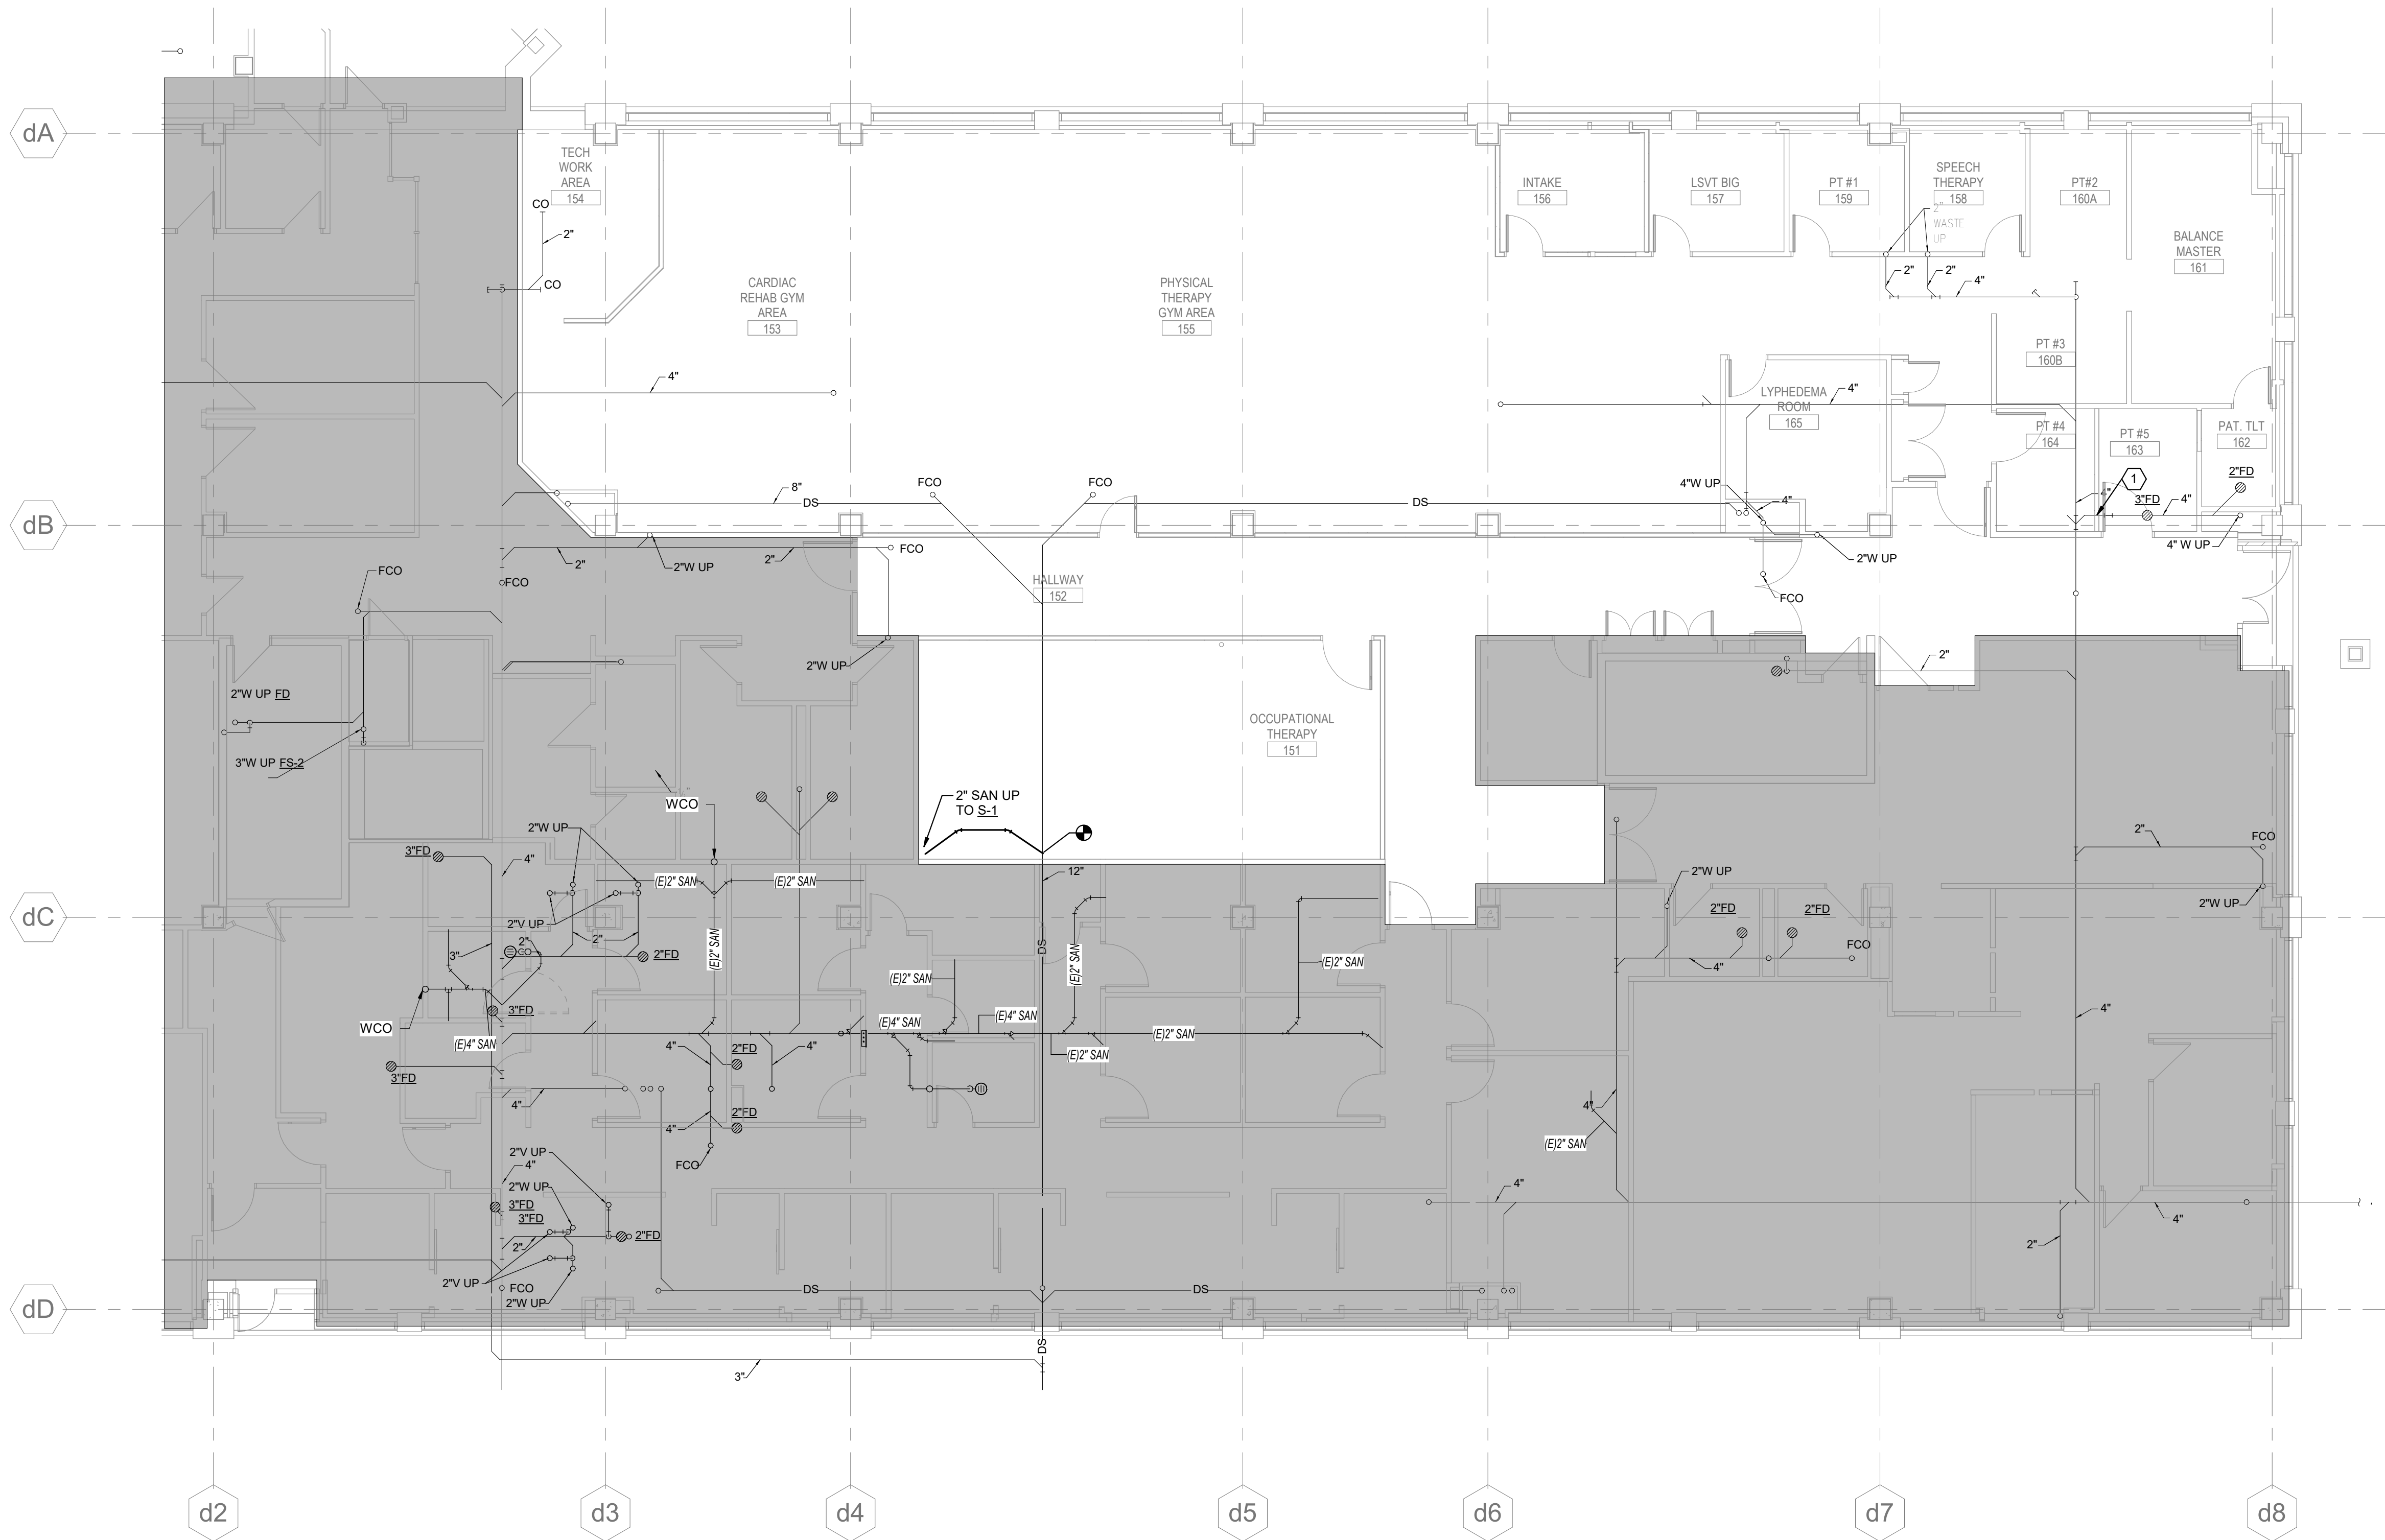 dA
TECH
WORK
AREA
154
CO
2"
CO
CARDIAC
REHAB GYM
AREA
153
PHYSICAL
THERAPY
GYM AREA
155
INTAKE
156
LSVT BIG
157
PT #1
159
SPEECH
THERAPY
158
2"
WASTE
UP
PT#2
160A
BALANCE
MASTER
161
2"
2"
4"
PT #3
160B
4"
4"
LYPHEDEMA
ROOM
165
PT #4
164
PT #5
163
PAT. TLT
162
2"FD
1
3"FD
4"
4"
4" W UP
8"
DS
FCO
FCO
DS
4"W UP
4"
2"W UP
FCO
dB
FCO
FCO
2"
2"W UP
2"
FCO
HALLWAY
152
2"W UP
2"W UP FD
3"W UP FS-2
OCCUPATIONAL
THERAPY
151
2"
WCO
2" SAN UP
TO S-1
2"W UP
3"FD
4"
(E)2" SAN
(E)2" SAN
12"
2"
FCO
2"W UP
2"W UP
dC
2"V UP
2"
2"
3"
2"FD
(E)2" SAN
DS
(E)2" SAN
(E)2" SAN
(E)2" SAN
2"FD
2"FD
FCO
4"
WCO
3"FD
(E)4" SAN
3"FD
(E)4" SAN
(E)4" SAN
(E)2" SAN
(E)2" SAN
4"
4"
2"FD
4"
4"
2"FD
4"
FCO
4"
(E)2" SAN
4"
2"V UP
4"
2"W UP
3"FD
3"FD
2"
2"FD
2"V UP
FCO
2"W UP
4"
4"
2"
DS
DS
dD
DS
3"
d2
d3
d4
d5
d6
d7
d8